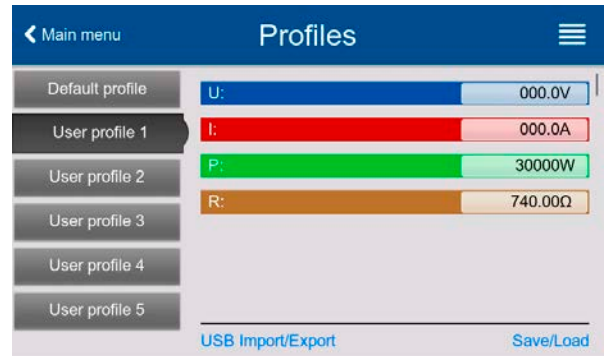 Main menu
Profiles
Default profile
User profile 1
User profile 2
User profile 3
User profile 4
User profile 5
U: 000.0V
I: 000.0A
P: 30000W
R: 740.00Ω
USB Import/Export
Save/Load